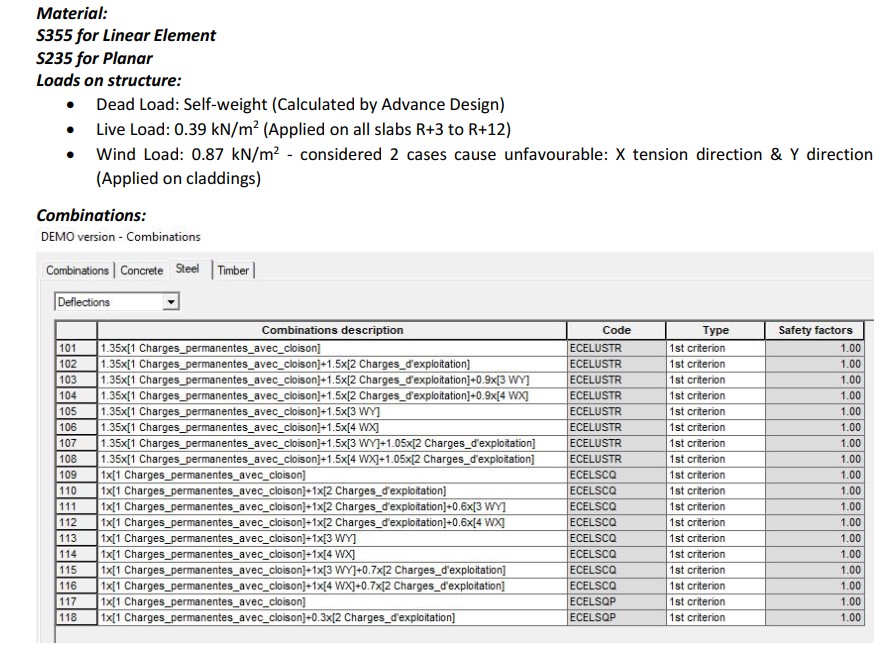 Material:
S355 for Linear Element
S235 for Planar
Loads on structure:
• Dead Load: Self-weight (Calculated by Advance Design)
• Live Load: 0.39 kN/m² (Applied on all slabs R+3 to R+12)
• Wind Load: 0.87 kN/m² - considered 2 cases cause unfavourable: X tension direction & Y direction
(Applied on claddings)
Combinations:
DEMO version - Combinations
Combinations Concrete Steel Timber
Deflections
Combinations description Code Type Safety factors
101 1.35x[1 Charges_permanentes_avec_cloison] ECELUSTR 1st criterion 1.00
102 1.35x[1 Charges_permanentes_avec_cloison]+1.5x[2 Charges_d'exploitation] ECELUSTR 1st criterion 1.00
103 1.35x[1 Charges_permanentes_avec_cloison]+1.5x[2 Charges_d'exploitation]+0.9x[3 WY] ECELUSTR 1st criterion 1.00
104 1.35x[1 Charges_permanentes_avec_cloison]+1.5x[2 Charges_d'exploitation]+0.9x[4 WX] ECELUSTR 1st criterion 1.00
105 1.35x[1 Charges_permanentes_avec_cloison]+1.5x[3 WY] ECELUSTR 1st criterion 1.00
106 1.35x[1 Charges_permanentes_avec_cloison]+1.5x[4 WX] ECELUSTR 1st criterion 1.00
107 1.35x[1 Charges_permanentes_avec_cloison]+1.5x[3 WY]+1.05x[2 Charges_d'exploitation] ECELUSTR 1st criterion 1.00
108 1.35x[1 Charges_permanentes_avec_cloison]+1.5x[4 WX]+1.05x[2 Charges_d'exploitation] ECELUSTR 1st criterion 1.00
109 1x[1 Charges_permanentes_avec_cloison] ECELSCQ 1st criterion 1.00
110 1x[1 Charges_permanentes_avec_cloison]+1x[2 Charges_d'exploitation] ECELSCQ 1st criterion 1.00
111 1x[1 Charges_permanentes_avec_cloison]+1x[2 Charges_d'exploitation]+0.6x[3 WY] ECELSCQ 1st criterion 1.00
112 1x[1 Charges_permanentes_avec_cloison]+1x[2 Charges_d'exploitation]+0.6x[4 WX] ECELSCQ 1st criterion 1.00
113 1x[1 Charges_permanentes_avec_cloison]+1x[3 WY] ECELSCQ 1st criterion 1.00
114 1x[1 Charges_permanentes_avec_cloison]+1x[4 WX] ECELSCQ 1st criterion 1.00
115 1x[1 Charges_permanentes_avec_cloison]+1x[3 WY]+0.7x[2 Charges_d'exploitation] ECELSCQ 1st criterion 1.00
116 1x[1 Charges_permanentes_avec_cloison]+1x[4 WX]+0.7x[2 Charges_d'exploitation] ECELSCQ 1st criterion 1.00
117 1x[1 Charges_permanentes_avec_cloison] ECELSQP 1st criterion 1.00
118 1x[1 Charges_permanentes_avec_cloison]+0.3x[2 Charges_d'exploitation] ECELSQP 1st criterion 1.00